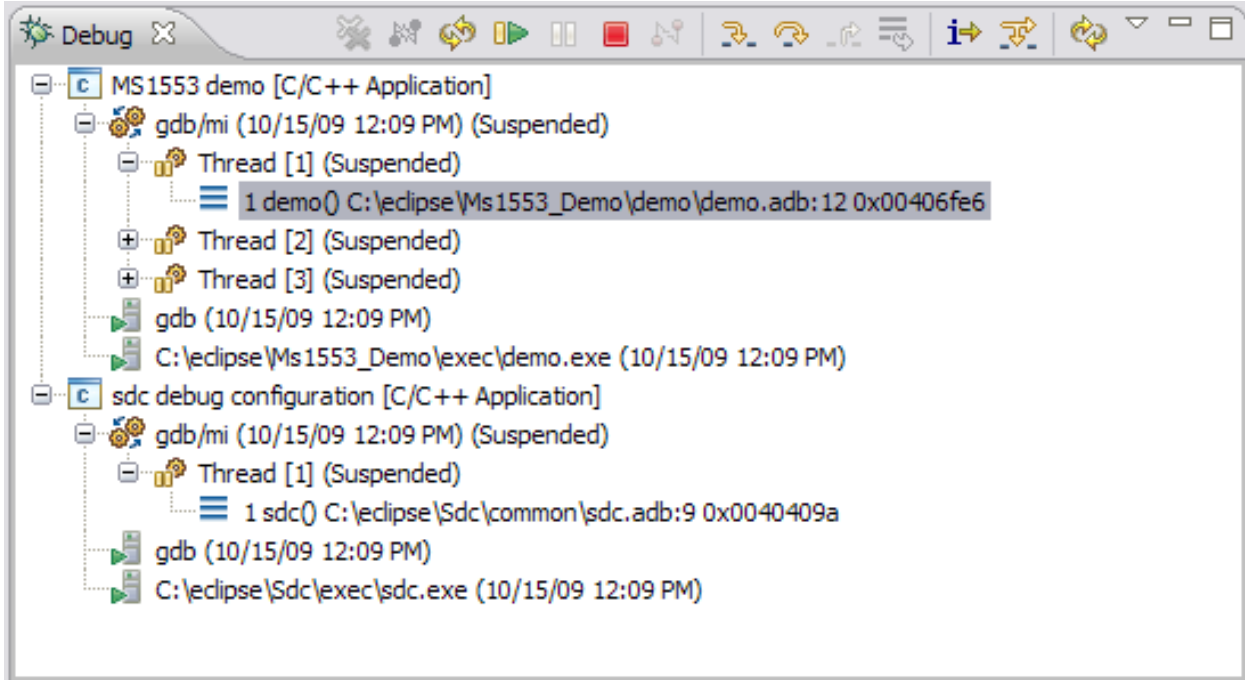 Debug
MS1553 demo [C/C++ Application]
gdb/mi (10/15/09 12:09 PM) (Suspended)
Thread [1] (Suspended)
1 demo() C:\eclipse\Ms1553_Demo\demo\demo.adb:12 0x00406fe6
Thread [2] (Suspended)
Thread [3] (Suspended)
gdb (10/15/09 12:09 PM)
C:\eclipse\Ms1553_Demo\exec\demo.exe (10/15/09 12:09 PM)
sdc debug configuration [C/C++ Application]
gdb/mi (10/15/09 12:09 PM) (Suspended)
Thread [1] (Suspended)
1 sdc() C:\eclipse\Sdc\common\sdc.adb:9 0x0040409a
gdb (10/15/09 12:09 PM)
C:\eclipse\Sdc\exec\sdc.exe (10/15/09 12:09 PM)